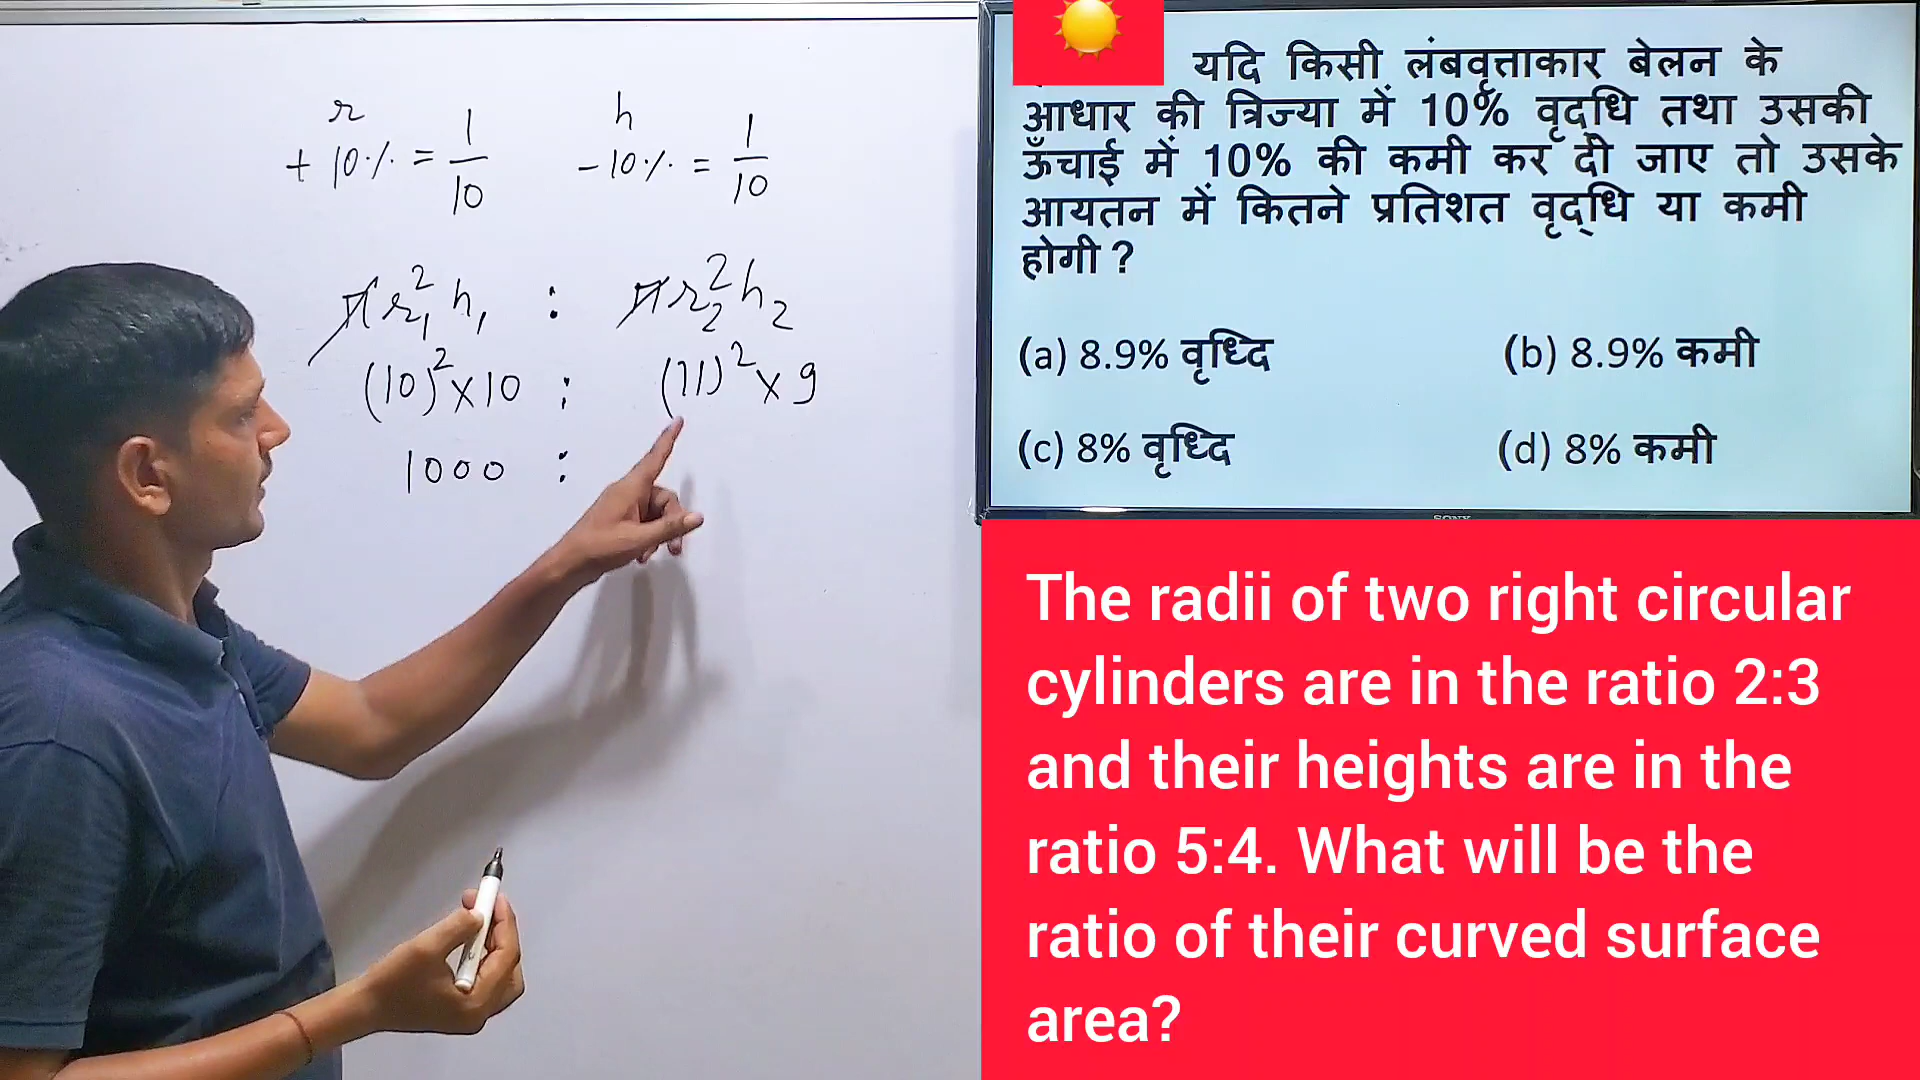 r h
+ 10% = 1/10 - 10% = 1/10
πr₁²h₁ : πr₂²h₂
(10)² × 10 : (11)² × 9
1000 :
यदि किसी लंबवृत्ताकार बेलन के
आधार की त्रिज्या में 10% वृद्धि तथा उसकी
ऊँचाई में 10% की कमी कर दी जाए तो उसके
आयतन में कितने प्रतिशत वृद्धि या कमी
होगी ?
(a) 8.9% वृध्दि (b) 8.9% कमी
(c) 8% वृध्दि (d) 8% कमी
SONY
The radii of two right circular
cylinders are in the ratio 2:3
and their heights are in the
ratio 5:4. What will be the
ratio of their curved surface
area?